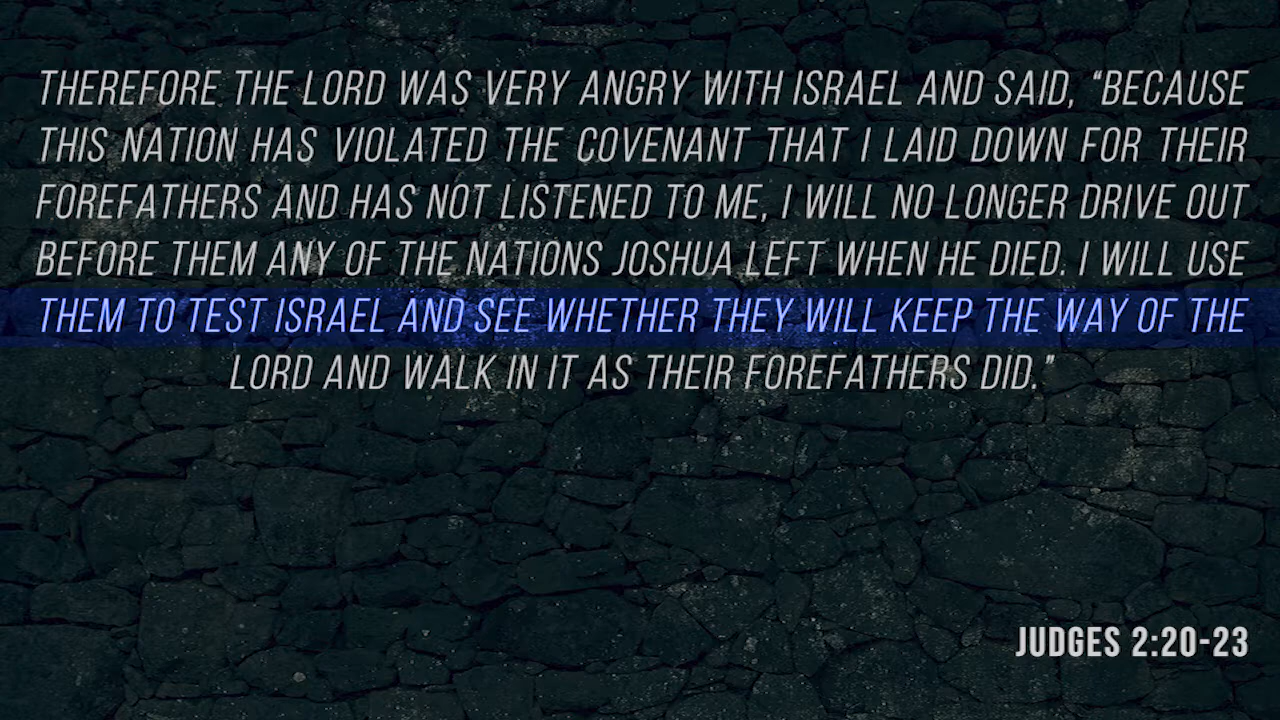 THEREFORE THE LORD WAS VERY ANGRY WITH ISRAEL AND SAID, “BECAUSE
THIS NATION HAS VIOLATED THE COVENANT THAT I LAID DOWN FOR THEIR
FOREFATHERS AND HAS NOT LISTENED TO ME, I WILL NO LONGER DRIVE OUT
BEFORE THEM ANY OF THE NATIONS JOSHUA LEFT WHEN HE DIED. I WILL USE
THEM TO TEST ISRAEL AND SEE WHETHER THEY WILL KEEP THE WAY OF THE
LORD AND WALK IN IT AS THEIR FOREFATHERS DID.”
JUDGES 2:20-23